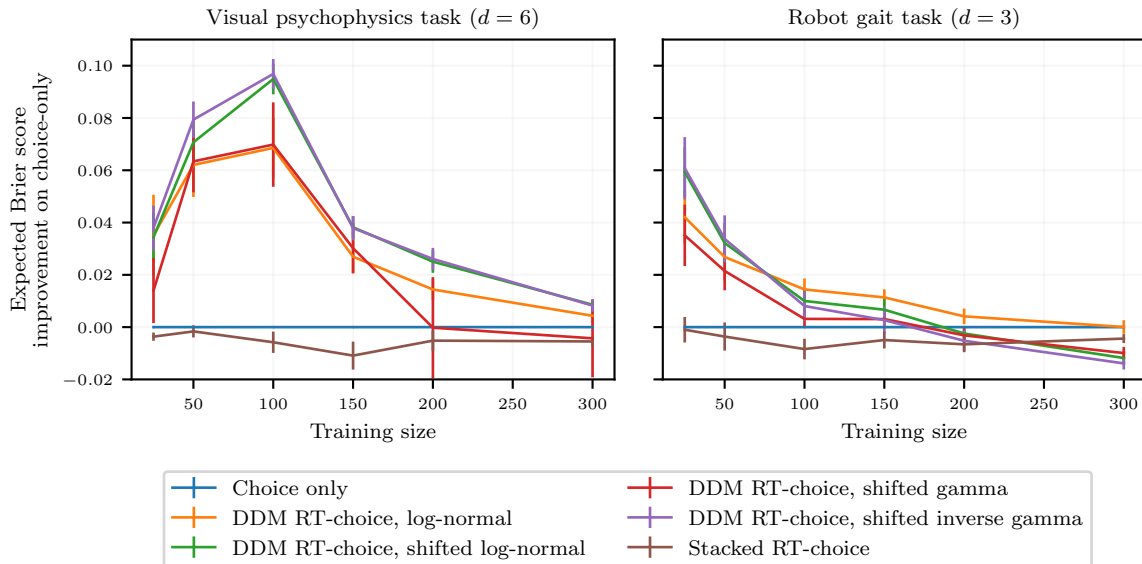 Visual psychophysics task (d = 6)
Robot gait task (d = 3)
Expected Brier score
improvement on choice-only
0.10
0.08
0.06
0.04
0.02
0.00
−0.02
50 100 150 200 250 300
50 100 150 200 250 300
Training size
Training size
Choice only
DDM RT-choice, log-normal
DDM RT-choice, shifted log-normal
DDM RT-choice, shifted gamma
DDM RT-choice, shifted inverse gamma
Stacked RT-choice